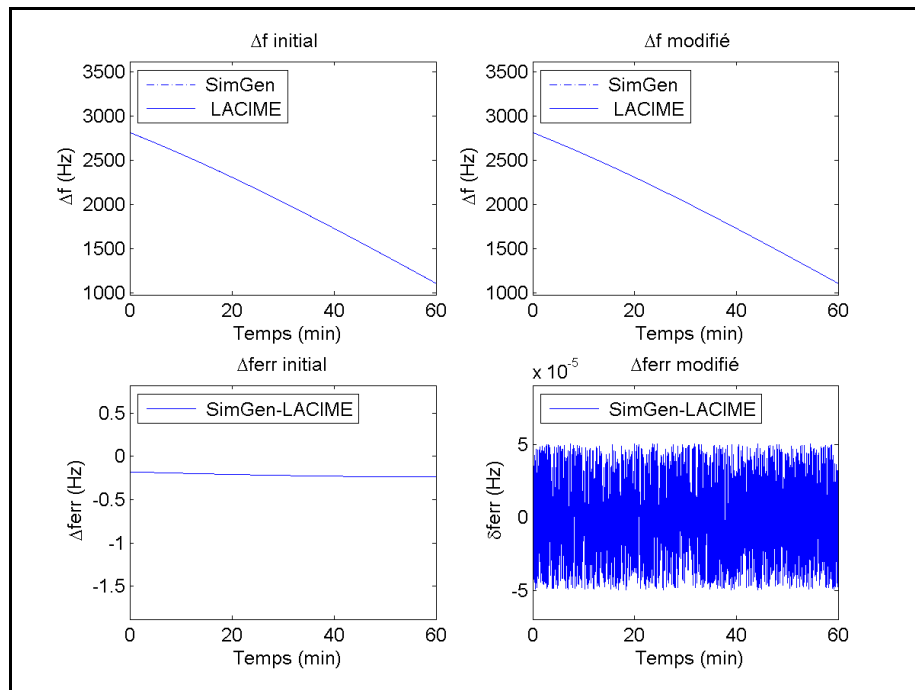 Δf initial
3500
3000
2500
2000
1500
1000
Δf (Hz)
SimGen
LACIME
0 20 40 60
Temps (min)
Δf modifié
3500
3000
2500
2000
1500
1000
Δf (Hz)
SimGen
LACIME
0 20 40 60
Temps (min)
Δferr initial
0.5
0
-0.5
-1
-1.5
Δferr (Hz)
SimGen-LACIME
0 20 40 60
Temps (min)
Δferr modifié
x 10⁻⁵
5
0
-5
δferr (Hz)
SimGen-LACIME
0 20 40 60
Temps (min)